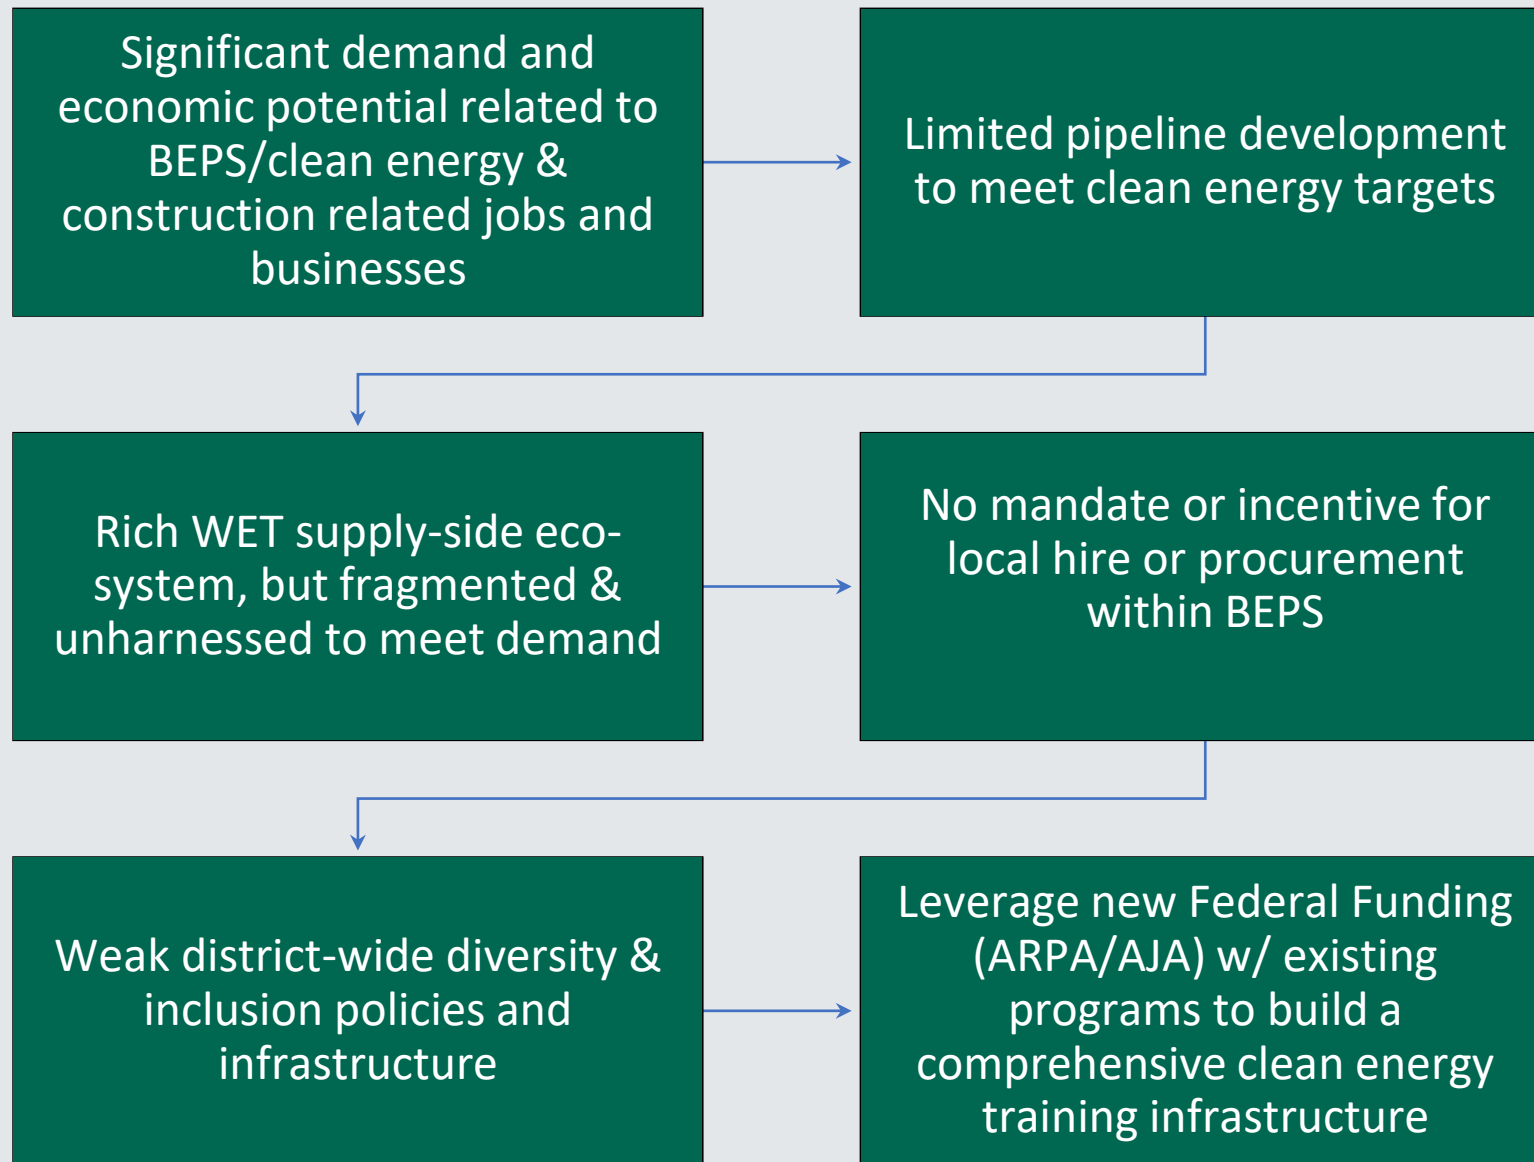 Significant demand and
economic potential related to
BEPS/clean energy &
construction related jobs and
businesses
Limited pipeline development
to meet clean energy targets
Rich WET supply-side eco-
system, but fragmented &
unharnessed to meet demand
No mandate or incentive for
local hire or procurement
within BEPS
Weak district-wide diversity &
inclusion policies and
infrastructure
Leverage new Federal Funding
(ARPA/AJA) w/ existing
programs to build a
comprehensive clean energy
training infrastructure